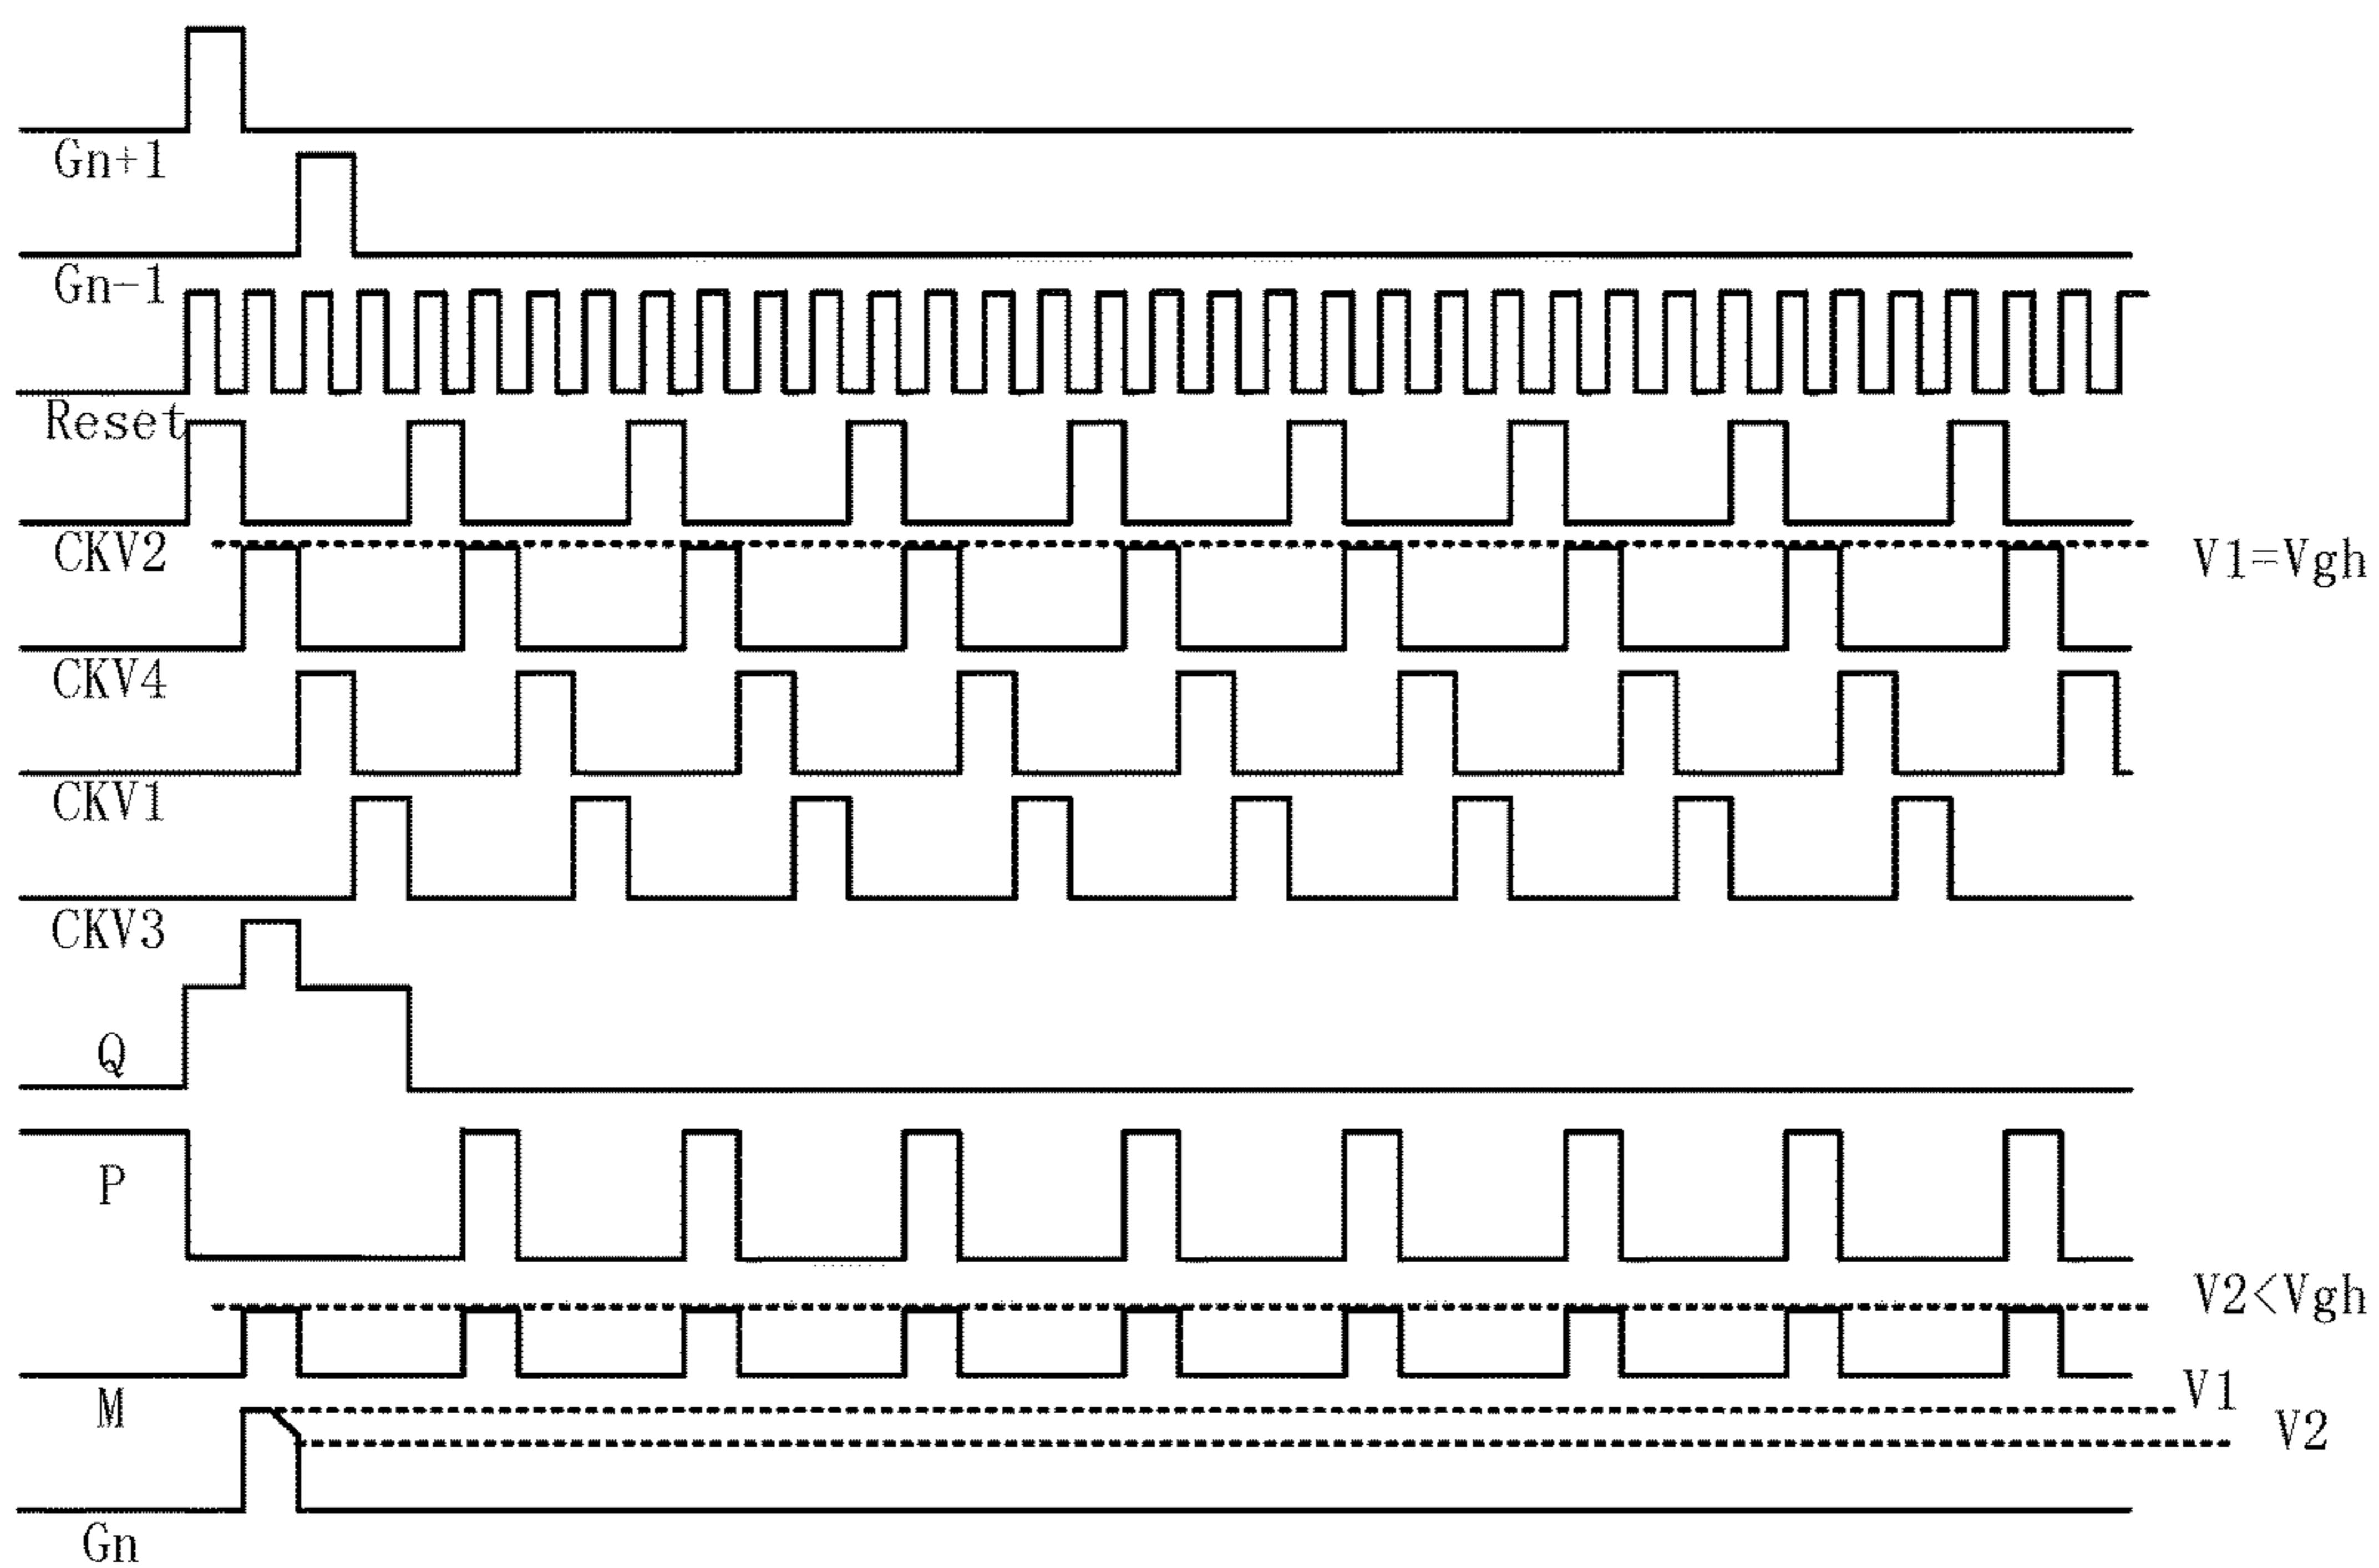 Gn+1
Gn-1
Reset
CKV2
V1=Vgh
CKV4
CKV1
CKV3
Q
P
V2<Vgh
M
V1
V2
Gn